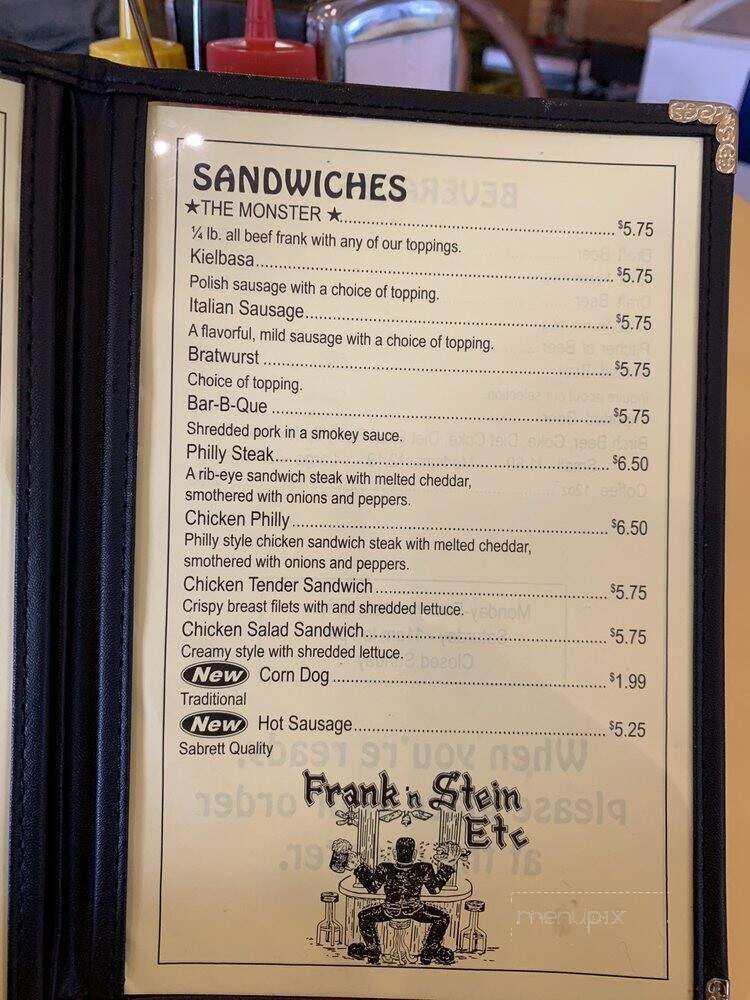 SANDWICHES
★THE MONSTER ★ $5.75
¼ lb. all beef frank with any of our toppings.
Kielbasa $5.75
Polish sausage with a choice of topping.
Italian Sausage $5.75
A flavorful, mild sausage with a choice of topping.
Bratwurst $5.75
Choice of topping.
Bar-B-Que $5.75
Shredded pork in a smokey sauce.
Philly Steak $6.50
A rib-eye sandwich steak with melted cheddar,
smothered with onions and peppers.
Chicken Philly $6.50
Philly style chicken sandwich steak with melted cheddar,
smothered with onions and peppers.
Chicken Tender Sandwich $5.75
Crispy breast filets with and shredded lettuce.
Chicken Salad Sandwich $5.75
Creamy style with shredded lettuce.
New Corn Dog $1.99
Traditional
New Hot Sausage $5.25
Sabrett Quality
Frank 'n Stein
Etc
menupix